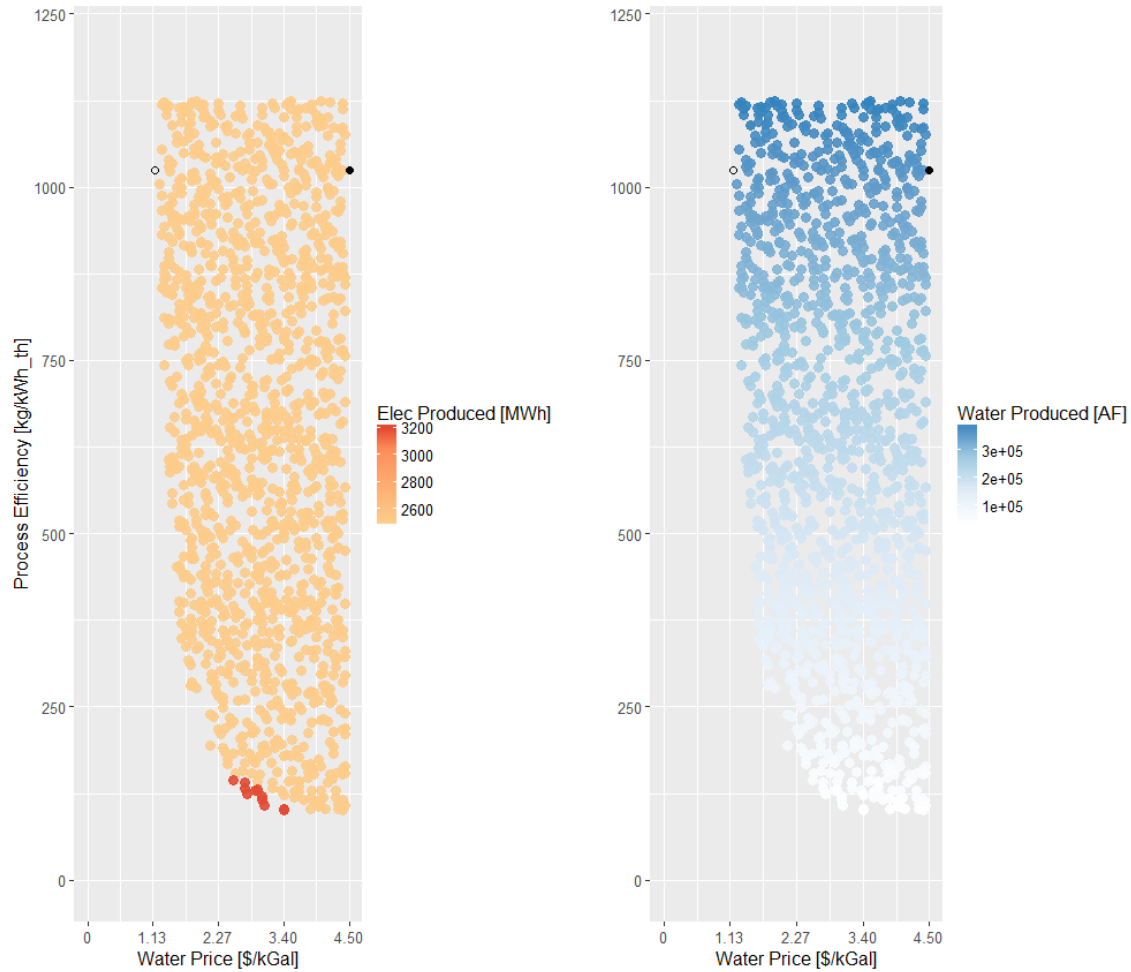 1250
1000
750
500
250
0
Process Efficiency [kg/kWh_th]
0 1.13 2.27 3.40 4.50
Water Price [$/kGal]
Elec Produced [MWh]
3200
3000
2800
2600
1250
1000
750
500
250
0
0 1.13 2.27 3.40 4.50
Water Price [$/kGal]
Water Produced [AF]
3e+05
2e+05
1e+05